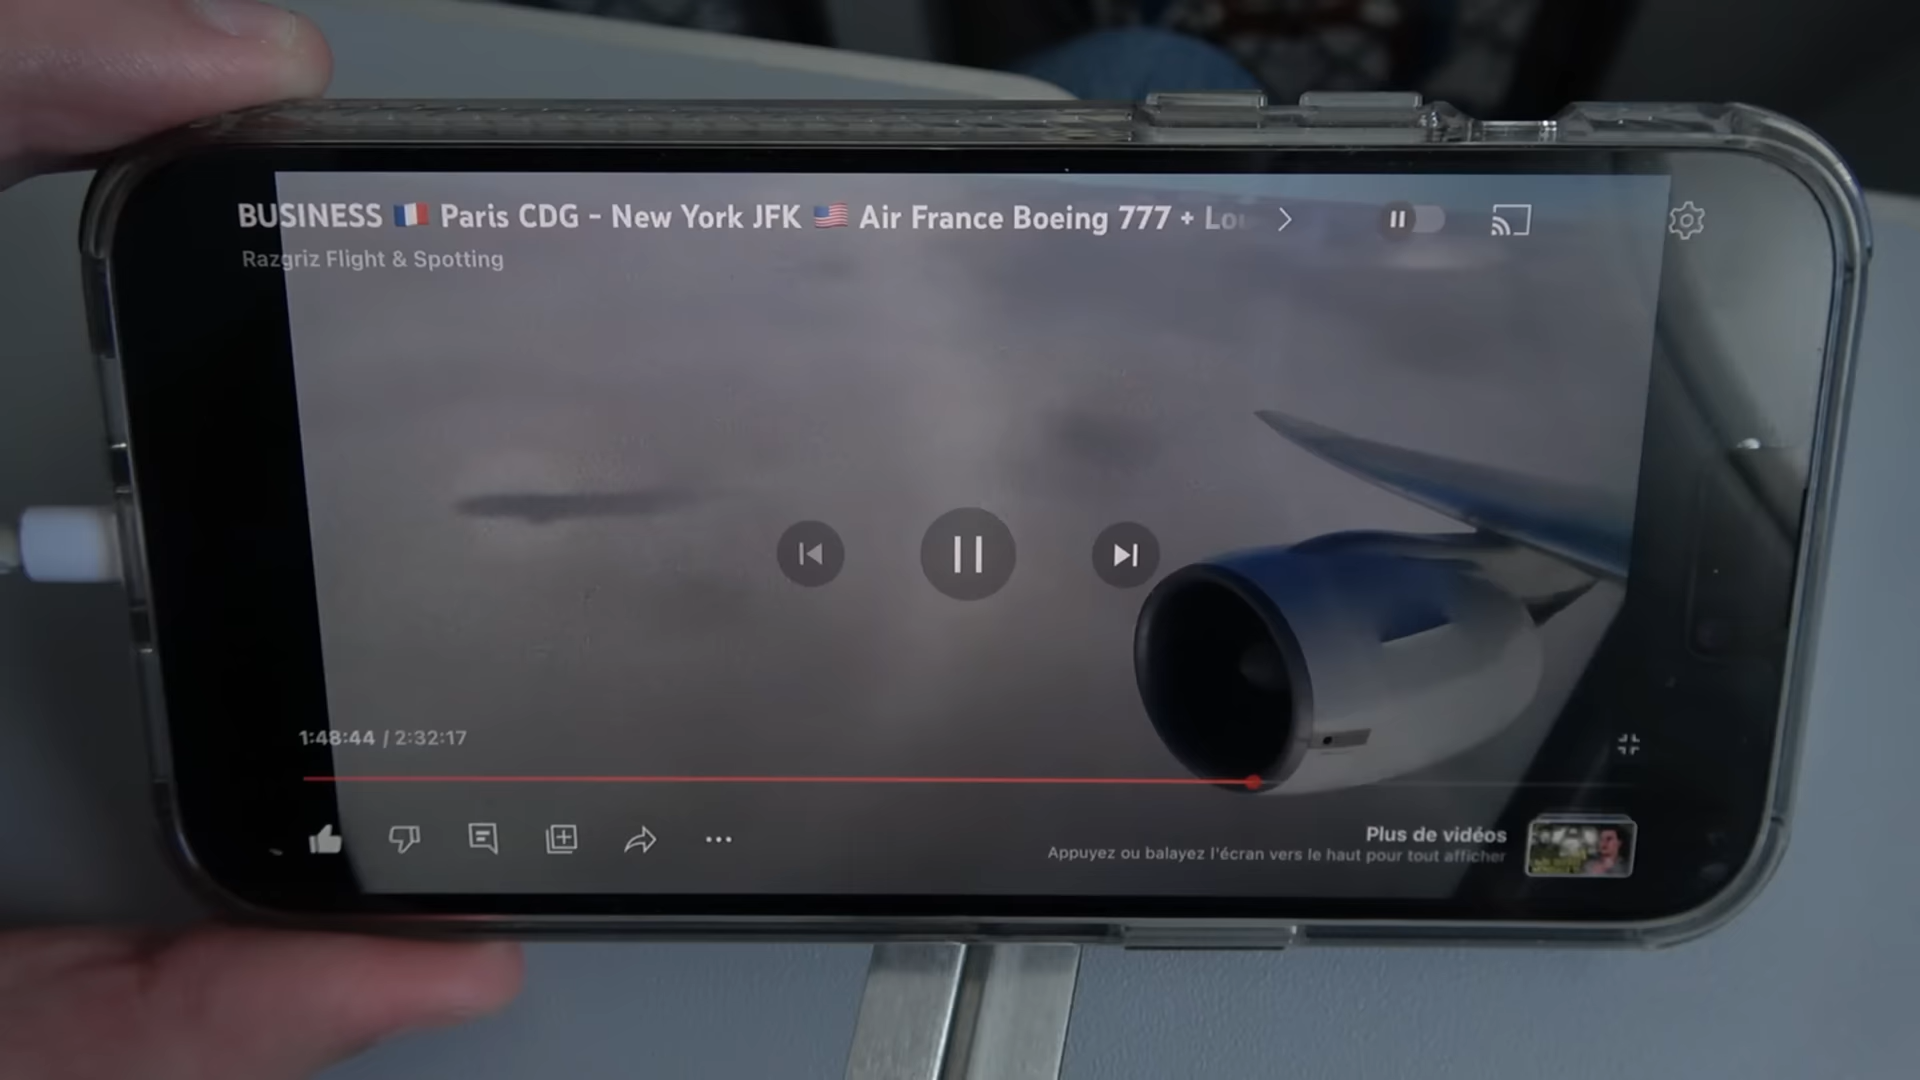 BUSINESS 🇫🇷 Paris CDG - New York JFK 🇺🇸 Air France Boeing 777 +
Razgriz Flight & Spotting
1:48:44 / 2:32:17
Plus de vidéos
Appuyez ou balayez l'écran vers le haut pour tout afficher